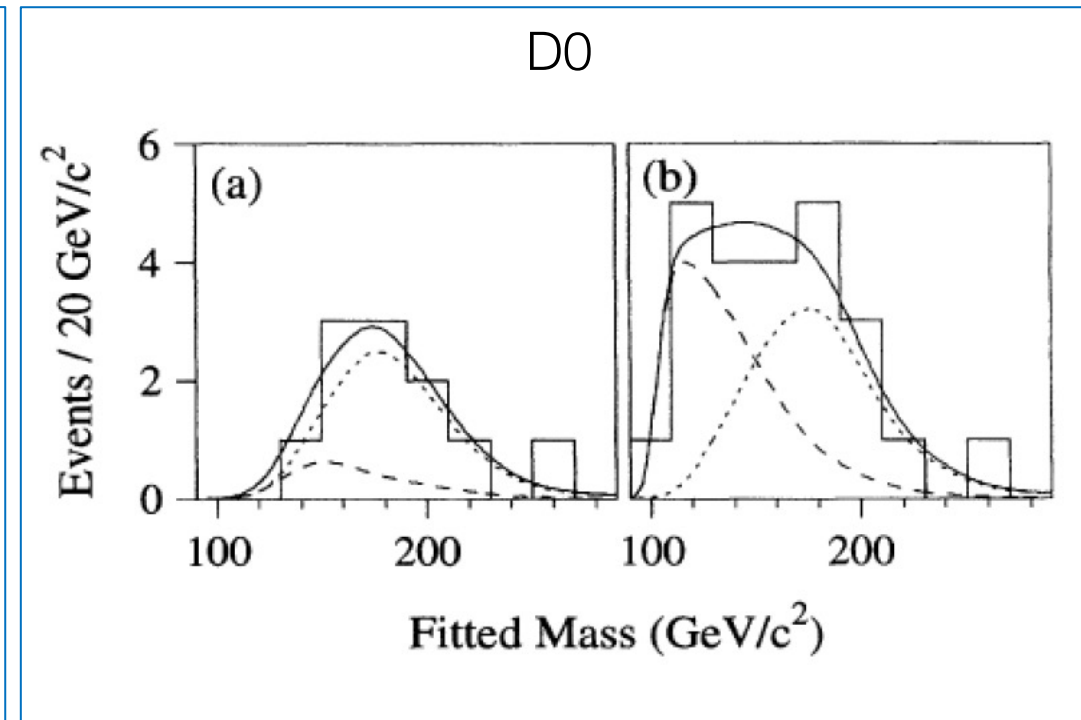 D0
Events / 20 GeV/c²
6
4
2
0
(a)
(b)
100 200 100 200
Fitted Mass (GeV/c²)